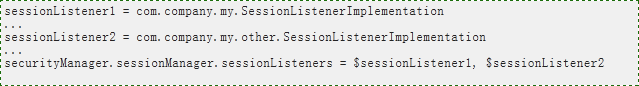 sessionListener1 = com.company.my.SessionListenerImplementation
...
sessionListener2 = com.company.my.other.SessionListenerImplementation
...
securityManager.sessionManager.sessionListeners = $sessionListener1, $sessionListener2